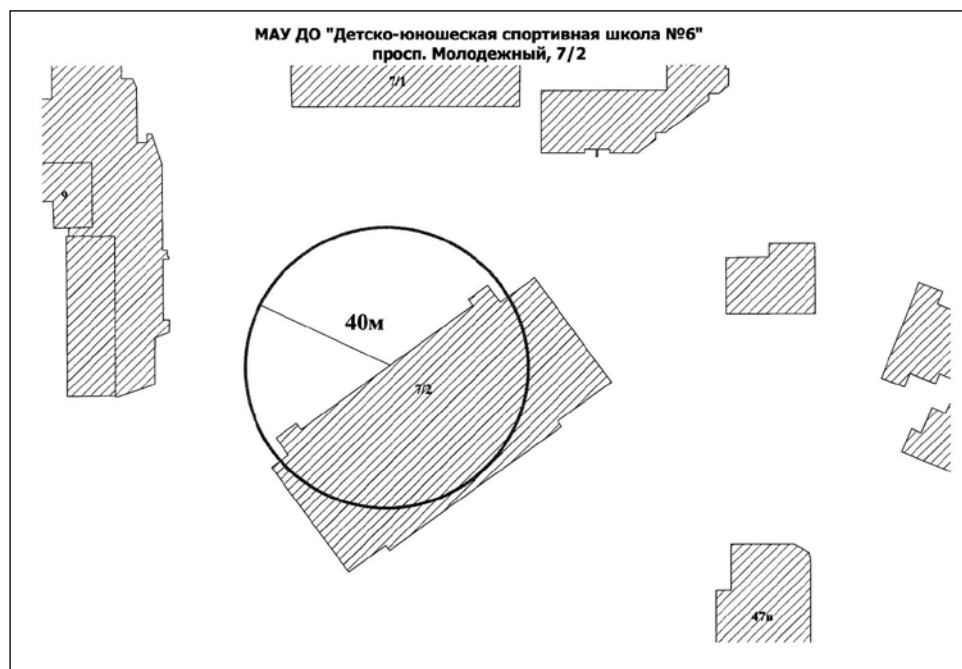 МАУ ДО "Детско-юношеская спортивная школа №6"
просп. Молодежный, 7/2
7/1
9
40м
7/2
47в